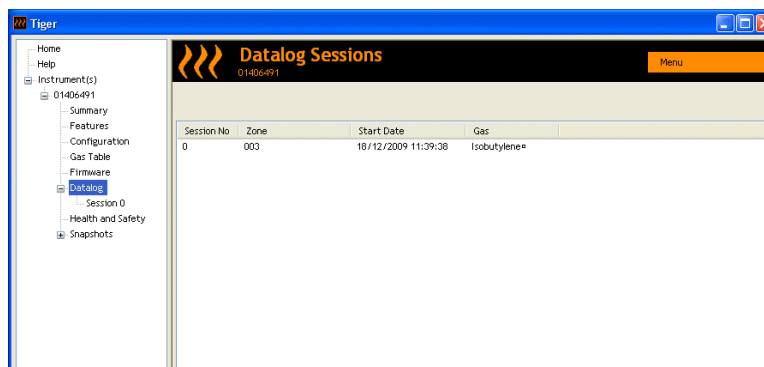 Tiger
Home
Help
Instrument(s)
01406491
Summary
Features
Configuration
Gas Table
Firmware
Datalog
Session 0
Health and Safety
Snapshots
Datalog Sessions
01406491
Menu
Session No Zone Start Date Gas
0 003 18/12/2009 11:39:38 Isobutylene¤